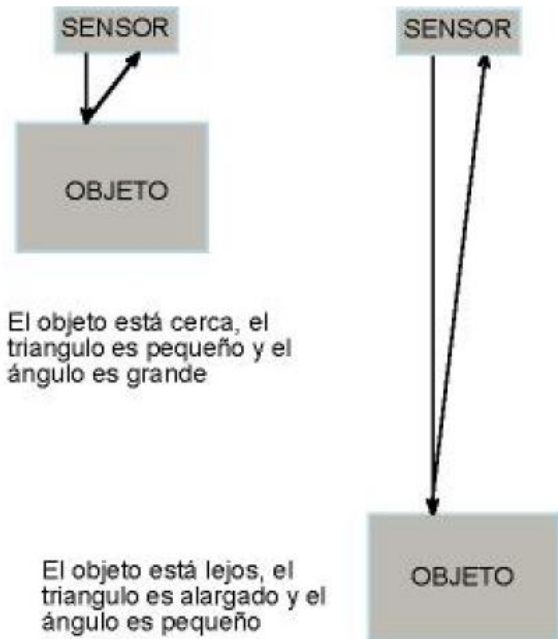 SENSOR
OBJETO
El objeto está cerca, el
triangulo es pequeño y el
ángulo es grande
SENSOR
OBJETO
El objeto está lejos, el
triangulo es alargado y el
ángulo es pequeño